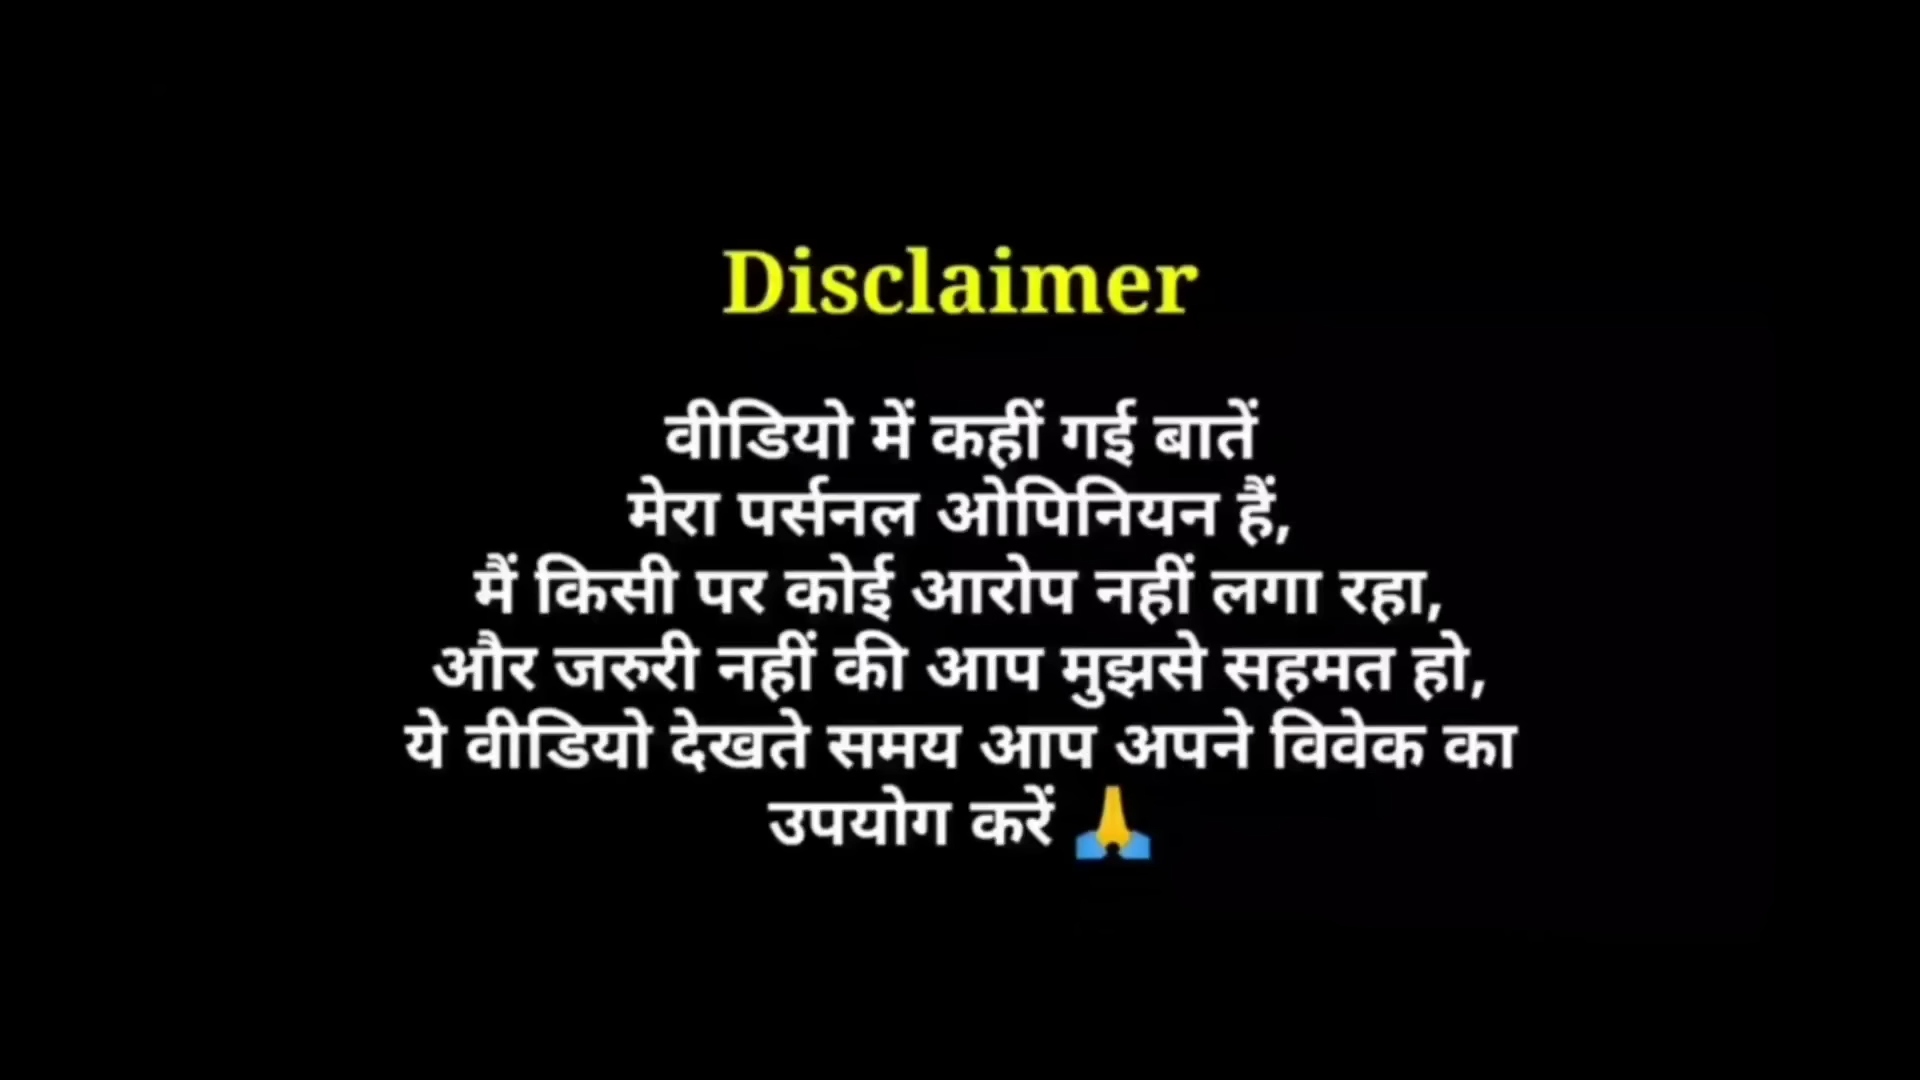 Disclaimer
वीडियो में कहीं गई बातें
मेरा पर्सनल ओपिनियन हैं,
मैं किसी पर कोई आरोप नहीं लगा रहा,
और जरुरी नहीं की आप मुझसे सहमत हो,
ये वीडियो देखते समय आप अपने विवेक का
उपयोग करें 🙏